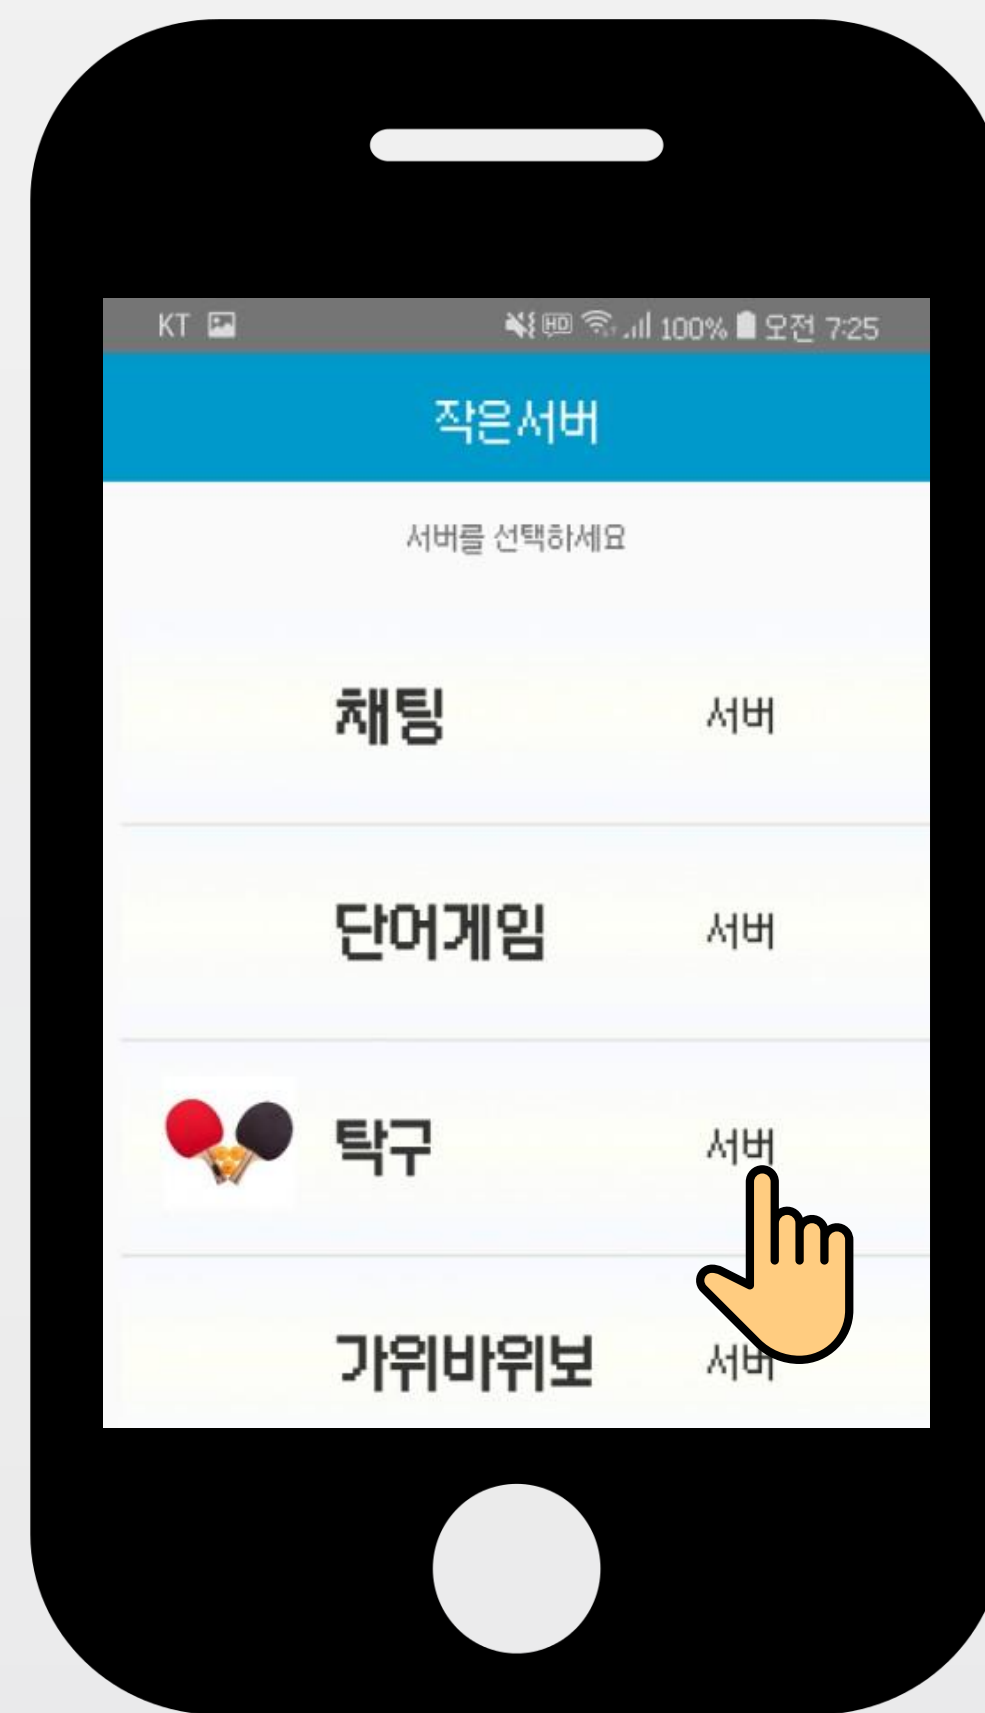 KT HD 100% 오전 7:25
작은서버
서버를 선택하세요
채팅 서버
단어게임 서버
탁구 서버
가위바위보 서버